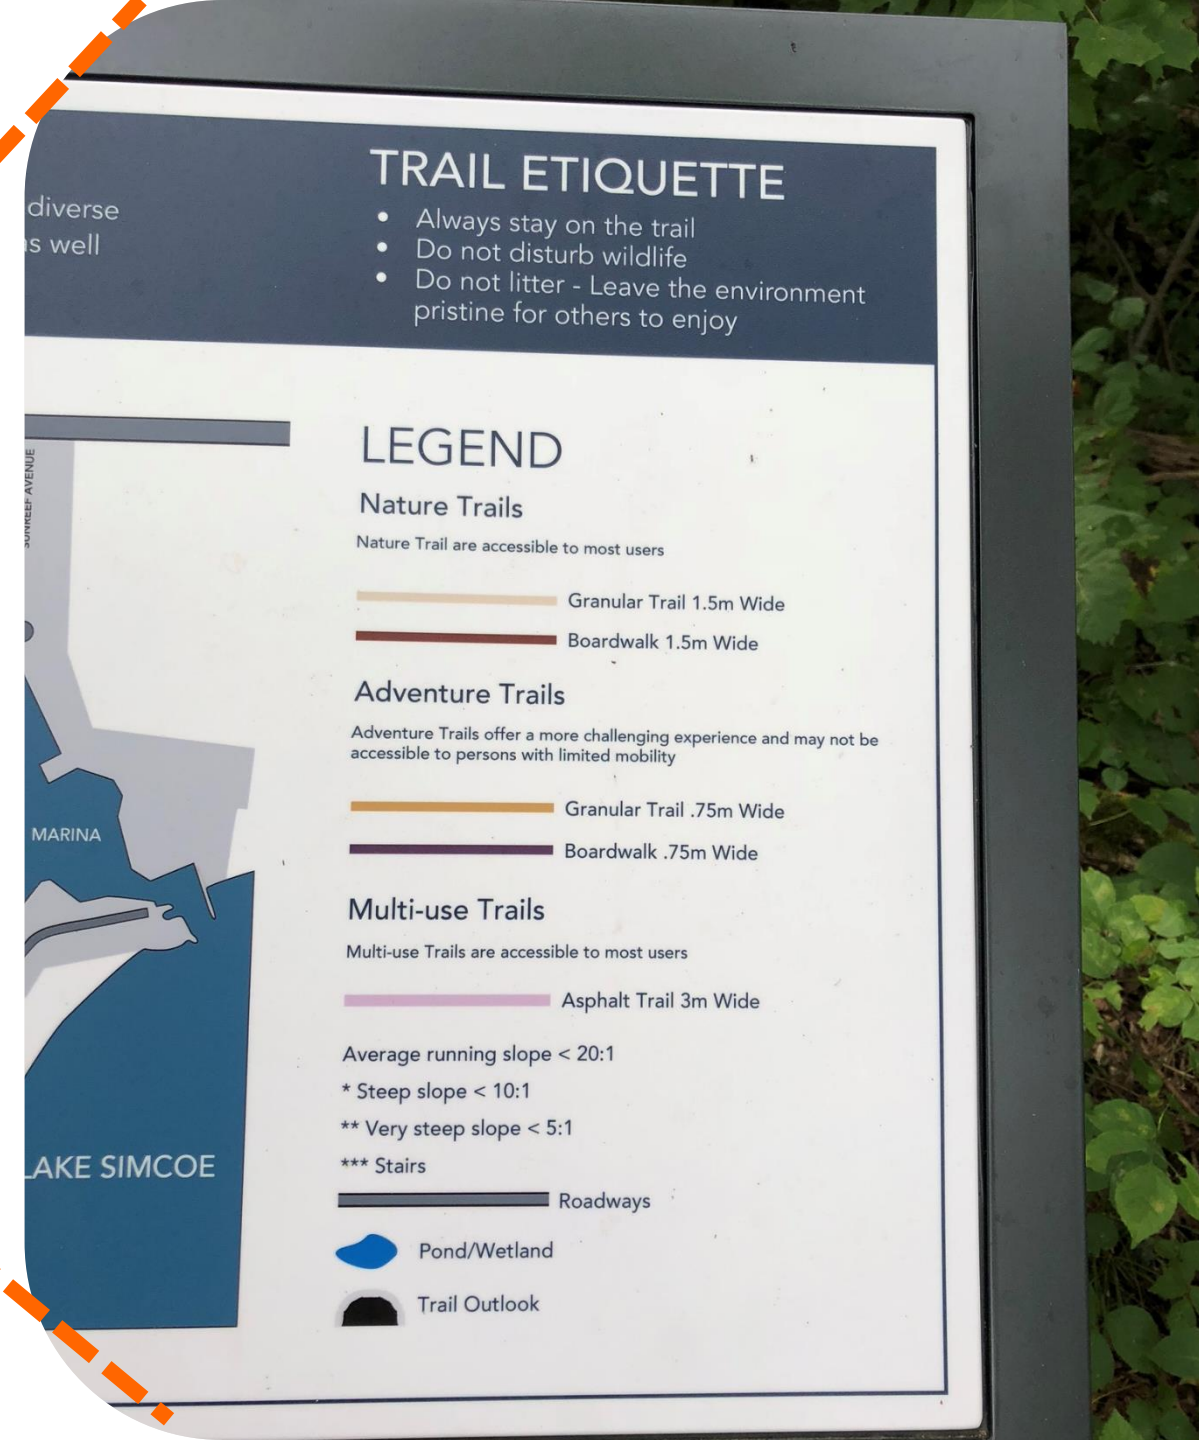 diverse
as well
TRAIL ETIQUETTE
• Always stay on the trail
• Do not disturb wildlife
• Do not litter - Leave the environment
pristine for others to enjoy
SUNREEF AVENUE
MARINA
LAKE SIMCOE
LEGEND
Nature Trails
Nature Trail are accessible to most users
Granular Trail 1.5m Wide
Boardwalk 1.5m Wide
Adventure Trails
Adventure Trails offer a more challenging experience and may not be
accessible to persons with limited mobility
Granular Trail .75m Wide
Boardwalk .75m Wide
Multi-use Trails
Multi-use Trails are accessible to most users
Asphalt Trail 3m Wide
Average running slope < 20:1
* Steep slope < 10:1
** Very steep slope < 5:1
*** Stairs
Roadways
Pond/Wetland
Trail Outlook